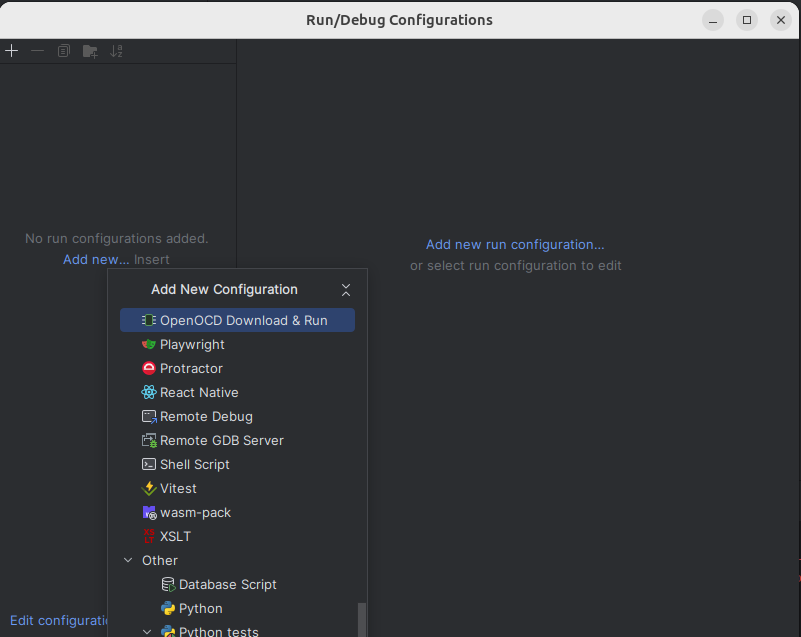 Run/Debug Configurations
No run configurations added.
Add new... Insert
Add new run configuration...
or select run configuration to edit
Add New Configuration
OpenOCD Download & Run
Playwright
Protractor
React Native
Remote Debug
Remote GDB Server
Shell Script
Vitest
wasm-pack
XSLT
Other
Database Script
Python
Python tests
Edit